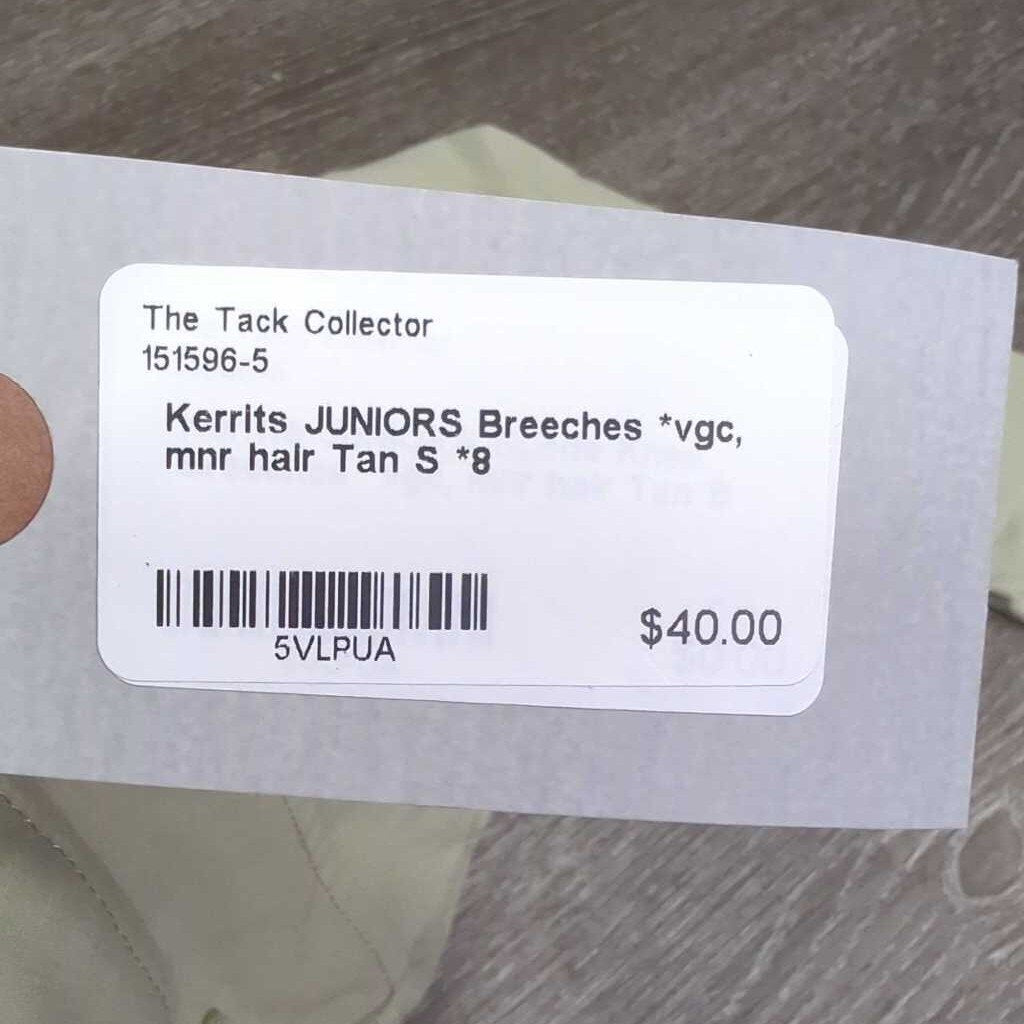 The Tack Collector
151596-5
Kerrits JUNIORS Breeches *vgc,
mnr hair Tan S *8
5VLPUA
$40.00